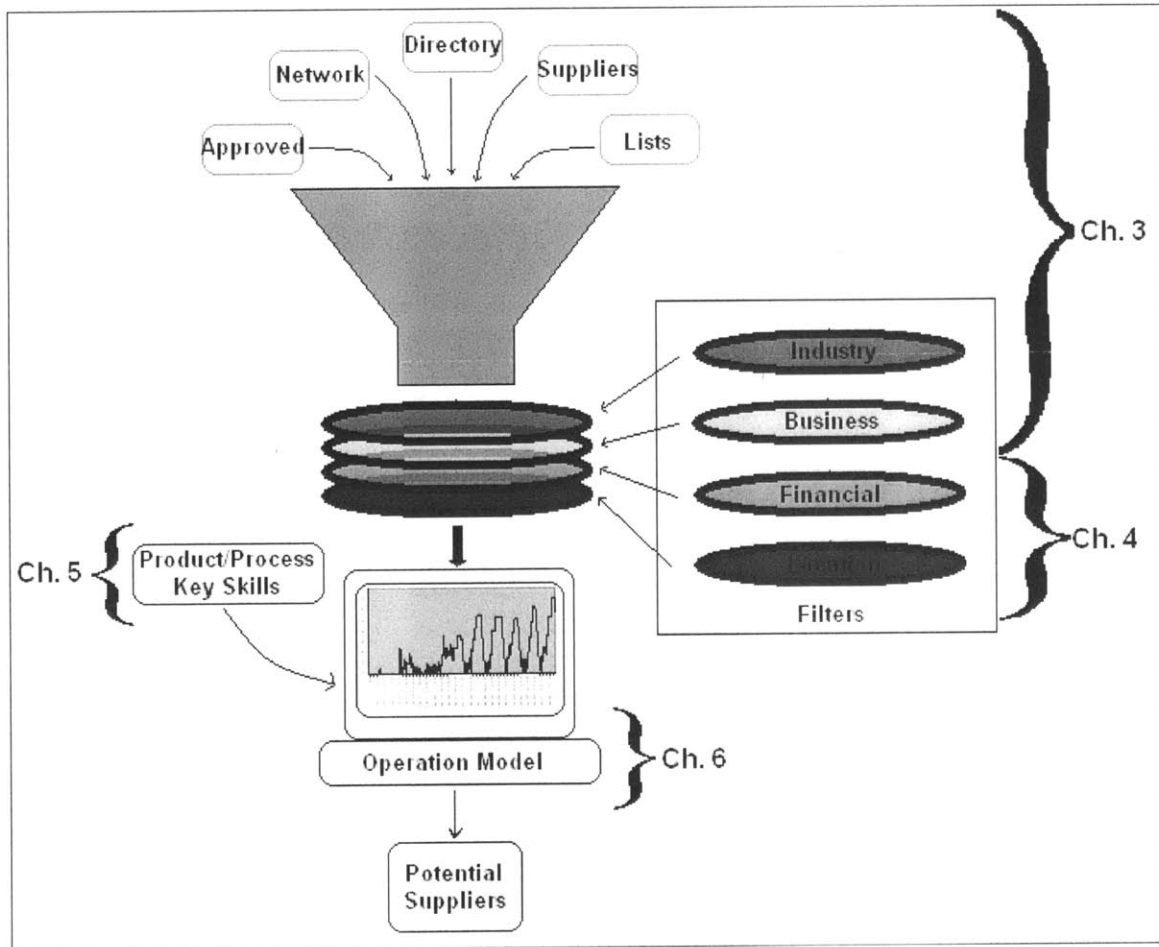 Directory
Network
Suppliers
Approved
Lists
Ch. 3
Industry
Business
Financial
Location
Filters
Ch. 4
Ch. 5
Product/Process
Key Skills
Operation Model
Ch. 6
Potential
Suppliers